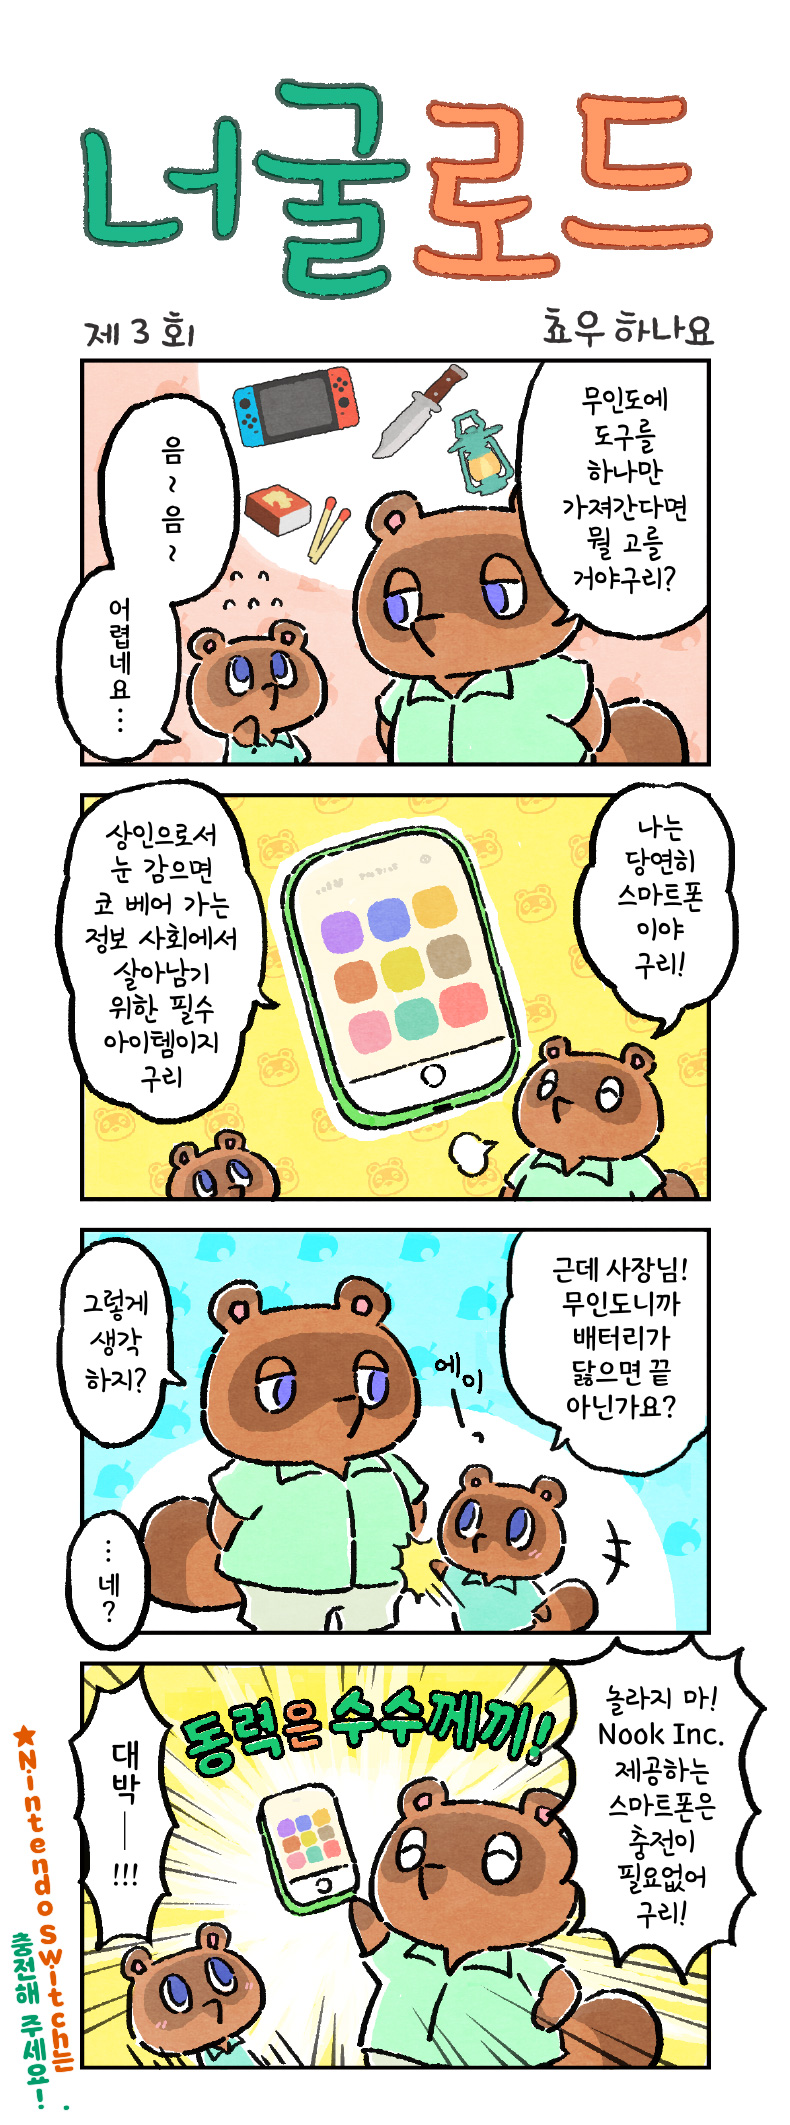 너굴로드
제 3 회
쵸우 하나요
무인도에
도구를
하나만
가져간다면
뭘 고를
거야구리?
음~음~
어렵네요…
나는
당연히
스마트폰
이야
구리!
상인으로서
눈 감으면
코 베어 가는
정보 사회에서
살아남기
위한 필수
아이템이지
구리
근데 사장님!
무인도니까
배터리가
닳으면 끝
아닌가요?
에이
그렇게
생각
하지?
…네?
놀라지 마!
Nook Inc.
제공하는
스마트폰은
충전이
필요없어
구리!
동력은 수수께끼!
대박―!!!
★Nintendo Switch는
충전해 주세요!